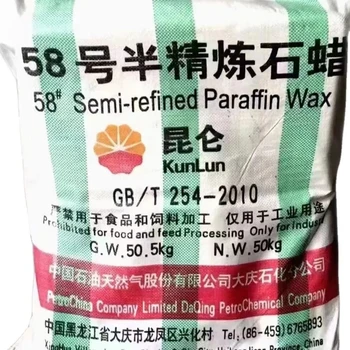 58号半精炼石蜡
58# Semi-refined Paraffin Wax
昆仑
KunLun
GB/T 254-2010
严禁用于食品和饲料加工 仅用于工业用途
Prohibited for food and feed Processing Only for Indust
G.W.50.5kg N.W.50kg
中国石油天然气股份有限公司大庆石化分公司
PetroChina Company Limited DaQing PetroChemical Company
中国黑龙江省大庆市龙凤区兴化村 Tel: (86-459) 6765893